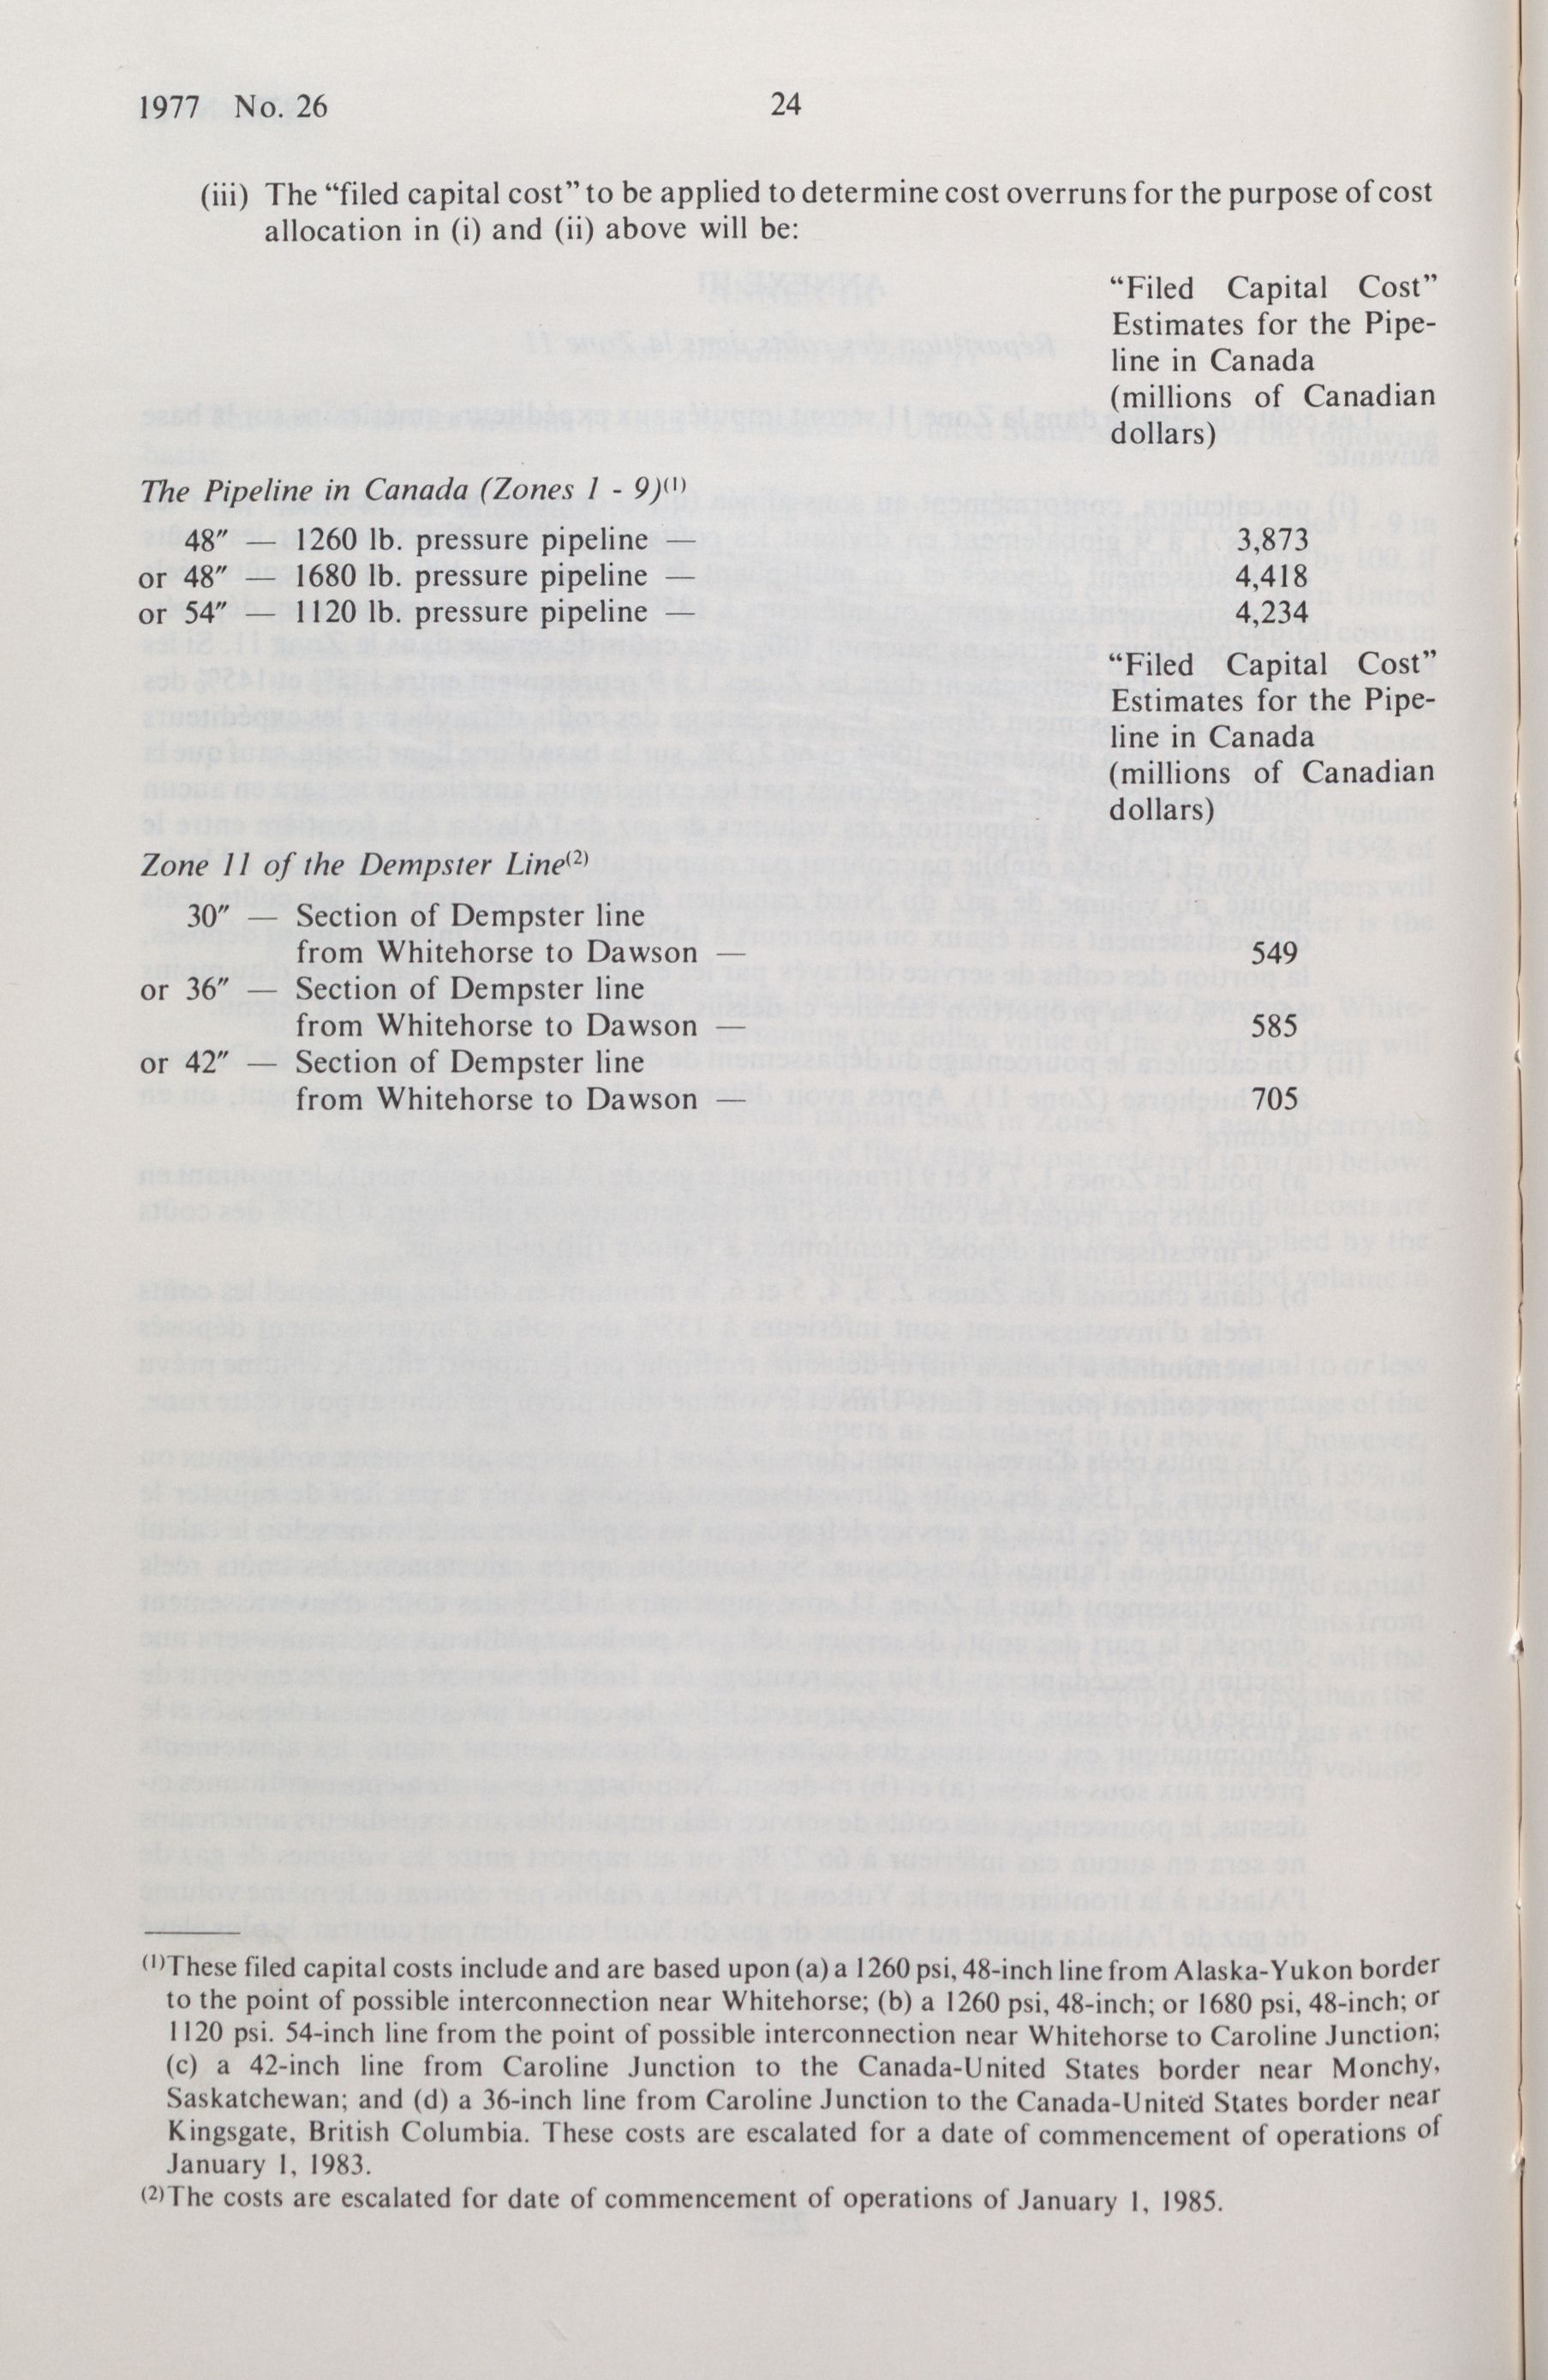 1977 No. 26
24
(iii) The “filed capital cost” to be applied to determine cost overruns for the purpose of cost
allocation in (i) and (ii) above will be:
“Filed Capital Cost”
Estimates for the Pipe-
line in Canada
(millions of Canadian
dollars)
The Pipeline in Canada (Zones 1 - 9)(1)
48″ — 1260 lb. pressure pipeline — 3,873
or 48″ — 1680 lb. pressure pipeline — 4,418
or 54″ — 1120 lb. pressure pipeline — 4,234
“Filed Capital Cost”
Estimates for the Pipe-
line in Canada
(millions of Canadian
dollars)
Zone 11 of the Dempster Line(2)
30″ — Section of Dempster line
from Whitehorse to Dawson — 549
or 36″ — Section of Dempster line
from Whitehorse to Dawson — 585
or 42″ — Section of Dempster line
from Whitehorse to Dawson — 705
(1)These filed capital costs include and are based upon (a) a 1260 psi, 48-inch line from Alaska-Yukon border
to the point of possible interconnection near Whitehorse; (b) a 1260 psi, 48-inch; or 1680 psi, 48-inch; or
1120 psi. 54-inch line from the point of possible interconnection near Whitehorse to Caroline Junction;
(c) a 42-inch line from Caroline Junction to the Canada-United States border near Monchy,
Saskatchewan; and (d) a 36-inch line from Caroline Junction to the Canada-United States border near
Kingsgate, British Columbia. These costs are escalated for a date of commencement of operations of
January 1, 1983.
(2)The costs are escalated for date of commencement of operations of January 1, 1985.